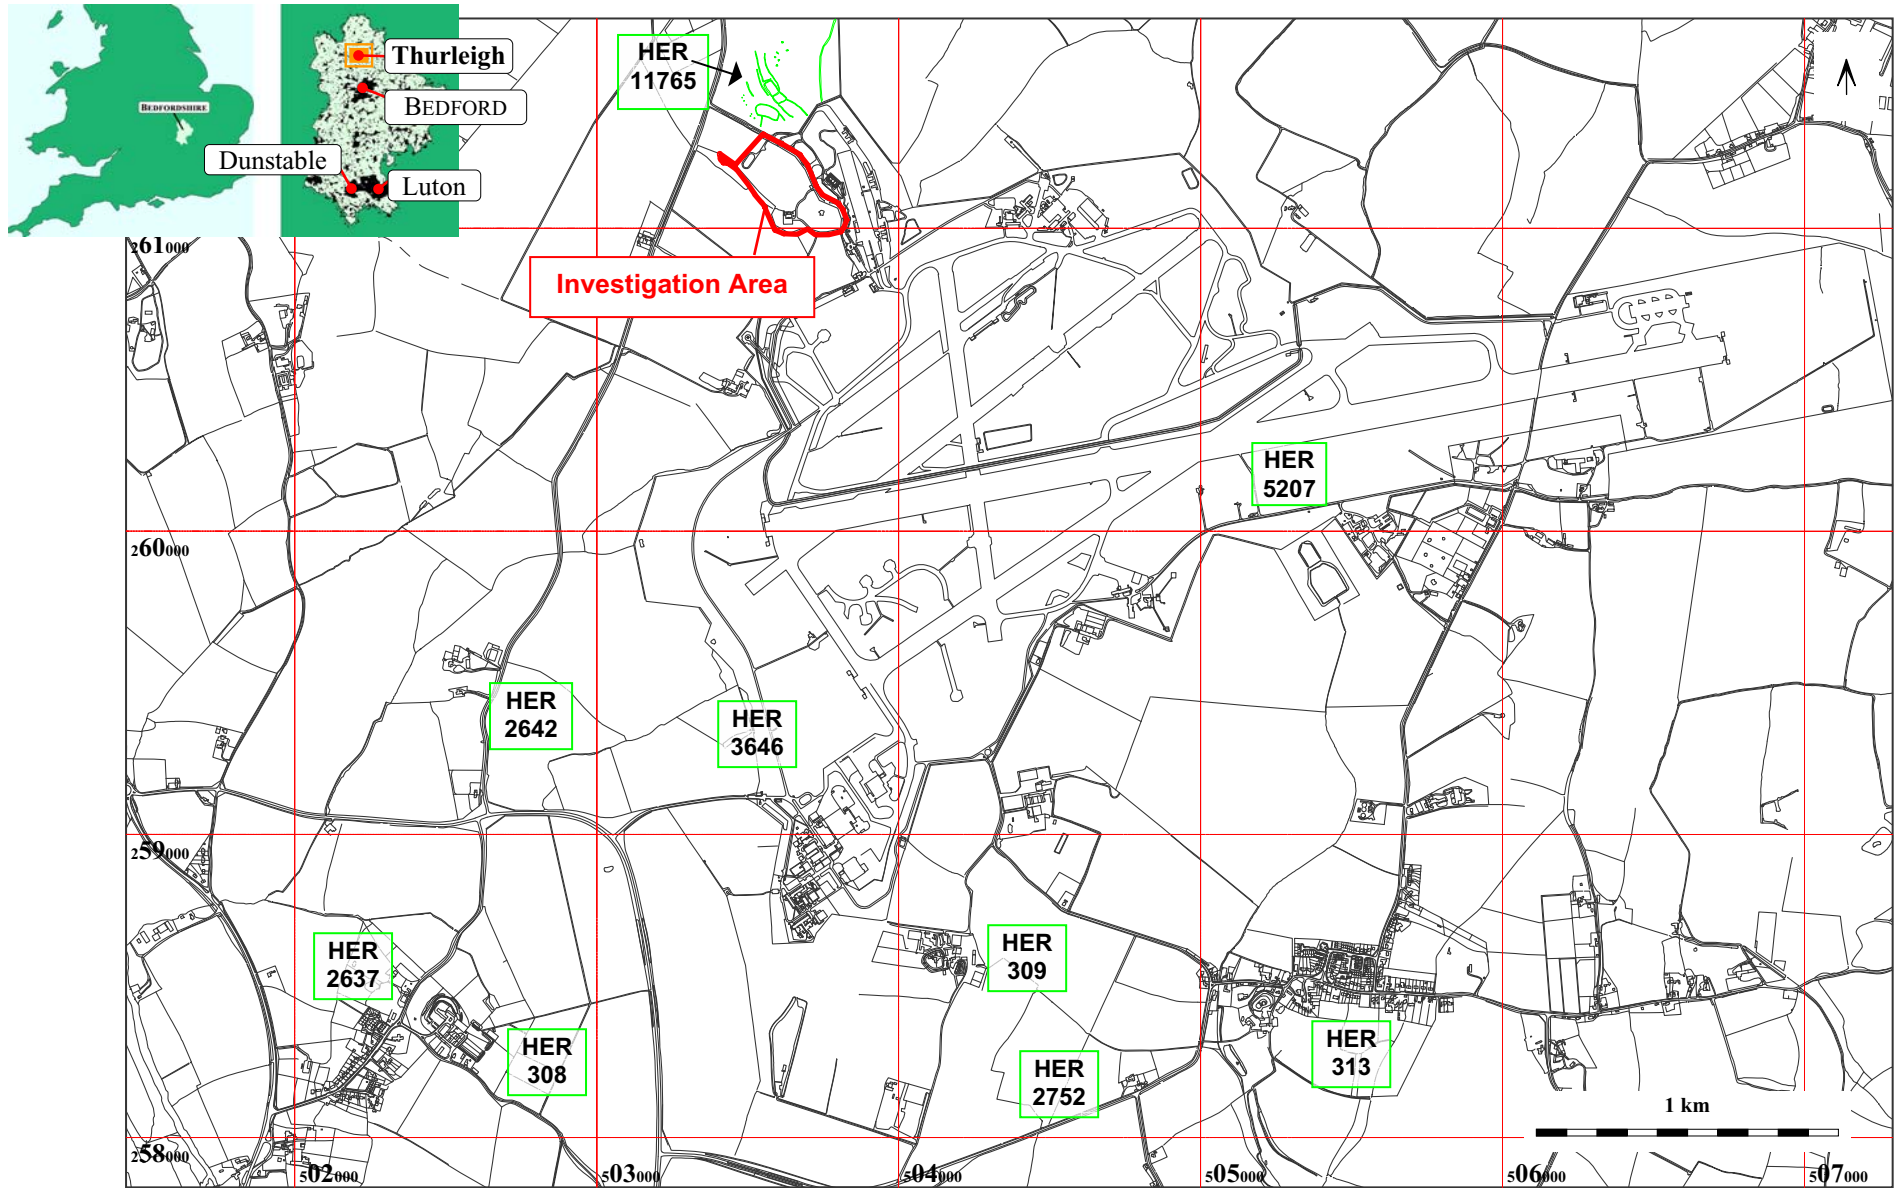 BEDFORDSHIRE
Thurleigh
BEDFORD
Dunstable
Luton
HER
11765
Investigation Area
261000
HER
5207
260000
HER
2642
HER
3646
259000
HER
2637
HER
309
HER
308
HER
2752
HER
313
1 km
258000
502000
503000
504000
505000
506000
507000